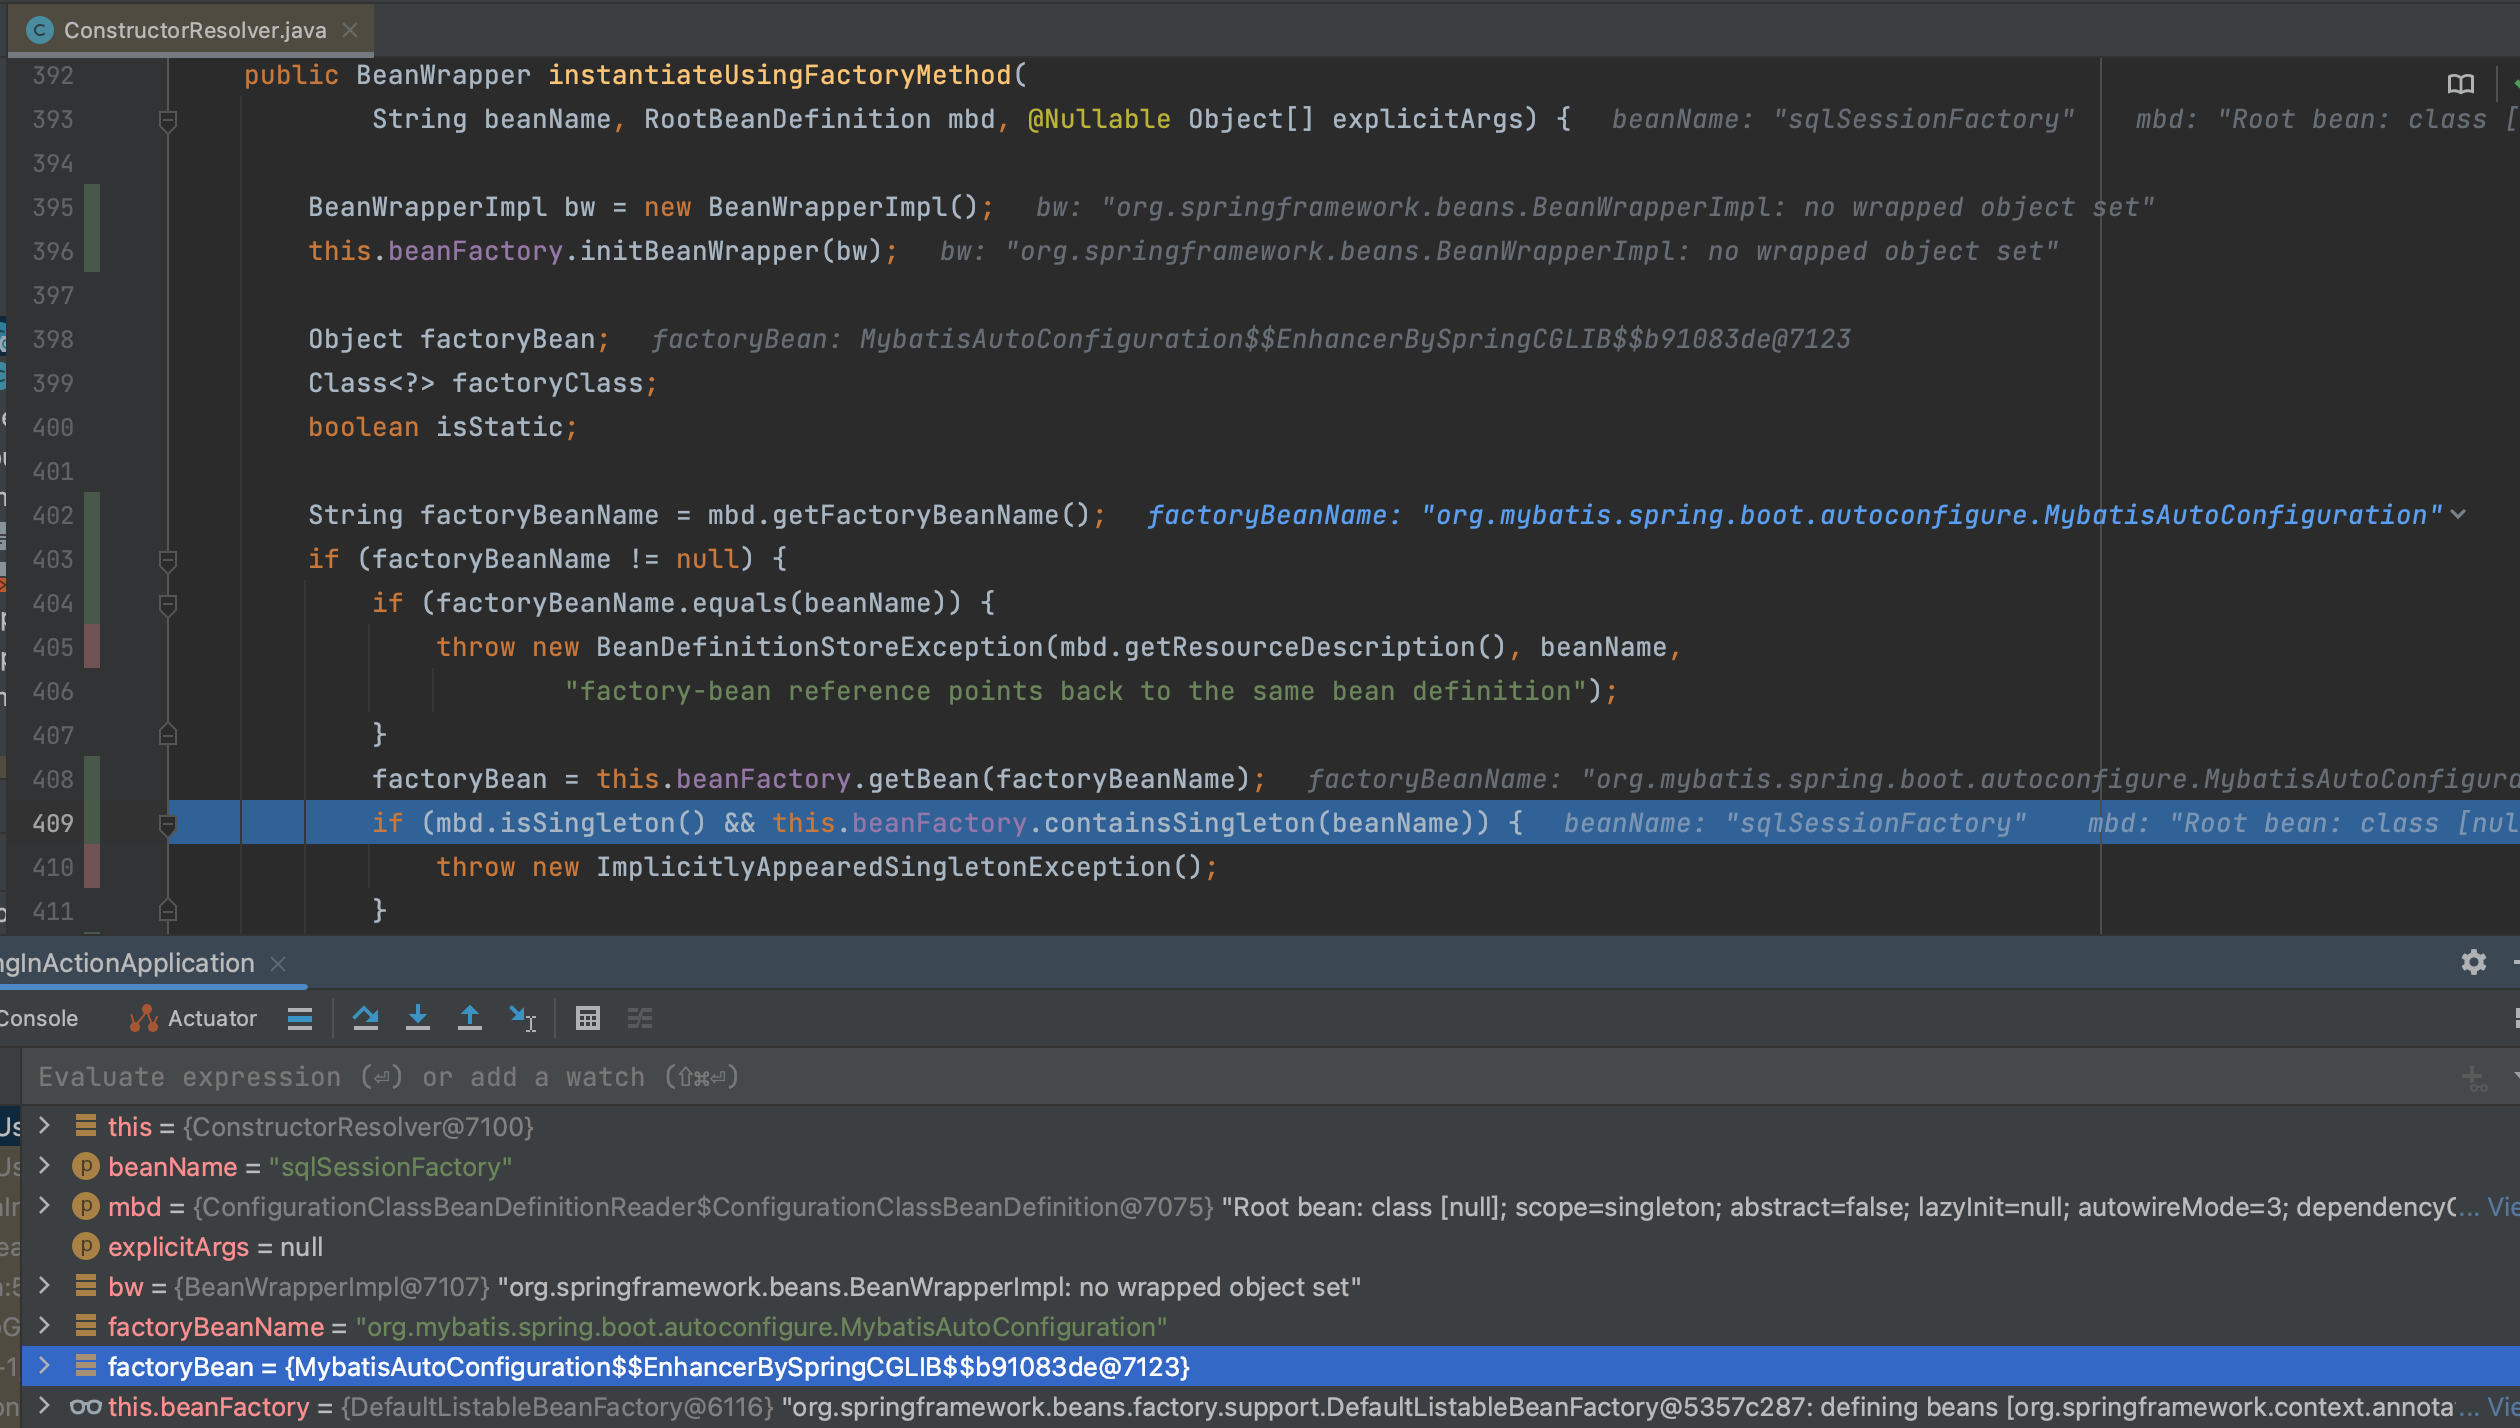 ConstructorResolver.java
392 public BeanWrapper instantiateUsingFactoryMethod(
393 String beanName, RootBeanDefinition mbd, @Nullable Object[] explicitArgs) { beanName: "sqlSessionFactory" mbd: "Root bean: class [
394
395 BeanWrapperImpl bw = new BeanWrapperImpl(); bw: "org.springframework.beans.BeanWrapperImpl: no wrapped object set"
396 this.beanFactory.initBeanWrapper(bw); bw: "org.springframework.beans.BeanWrapperImpl: no wrapped object set"
397
398 Object factoryBean; factoryBean: MybatisAutoConfiguration$$EnhancerBySpringCGLIB$$b91083de@7123
399 Class<?> factoryClass;
400 boolean isStatic;
401
402 String factoryBeanName = mbd.getFactoryBeanName(); factoryBeanName: "org.mybatis.spring.boot.autoconfigure.MybatisAutoConfiguration"
403 if (factoryBeanName != null) {
404 if (factoryBeanName.equals(beanName)) {
405 throw new BeanDefinitionStoreException(mbd.getResourceDescription(), beanName,
406 "factory-bean reference points back to the same bean definition");
407 }
408 factoryBean = this.beanFactory.getBean(factoryBeanName); factoryBeanName: "org.mybatis.spring.boot.autoconfigure.MybatisAutoConfigura
409 if (mbd.isSingleton() && this.beanFactory.containsSingleton(beanName)) { beanName: "sqlSessionFactory" mbd: "Root bean: class [nul
410 throw new ImplicitlyAppearedSingletonException();
411 }
ngInActionApplication
Console Actuator
Evaluate expression (⏎) or add a watch (⇧⌘⏎)
this = {ConstructorResolver@7100}
beanName = "sqlSessionFactory"
mbd = {ConfigurationClassBeanDefinitionReader$ConfigurationClassBeanDefinition@7075} "Root bean: class [null]; scope=singleton; abstract=false; lazyInit=null; autowireMode=3; dependencyC... Vie
explicitArgs = null
bw = {BeanWrapperImpl@7107} "org.springframework.beans.BeanWrapperImpl: no wrapped object set"
factoryBeanName = "org.mybatis.spring.boot.autoconfigure.MybatisAutoConfiguration"
factoryBean = {MybatisAutoConfiguration$$EnhancerBySpringCGLIB$$b91083de@7123}
this.beanFactory = {DefaultListableBeanFactory@6116} "org.springframework.beans.factory.support.DefaultListableBeanFactory@5357c287: defining beans [org.springframework.context.annota... Vie